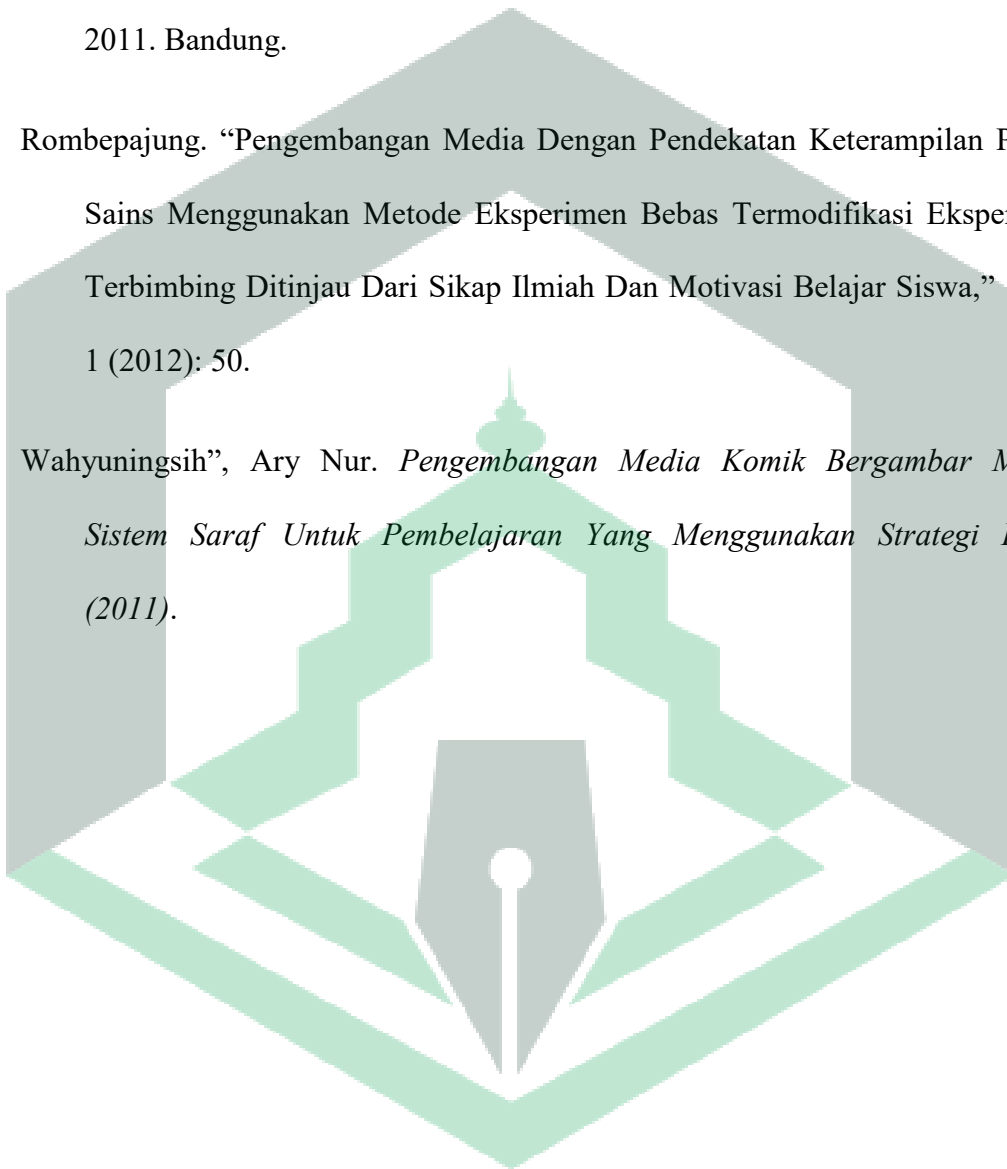 2011. Bandung.
Rombepajung. “Pengembangan Media Dengan Pendekatan Keterampilan
Sains Menggunakan Metode Eksperimen Bebas Termodifikasi
Terbimbing Ditinjau Dari Sikap Ilmiah Dan Motivasi Belajar Siswa,”
1 (2012): 50.
Wahyuningsih”, Ary Nur. Pengembangan Media Komik Bergambar
Sistem Saraf Untuk Pembelajaran Yang Menggunakan Strategi
(2011).